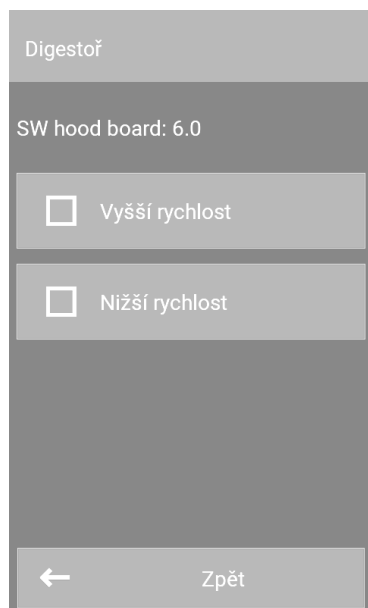 Digestoř
SW hood board: 6.0
Vyšší rychlost
Nižší rychlost
Zpět